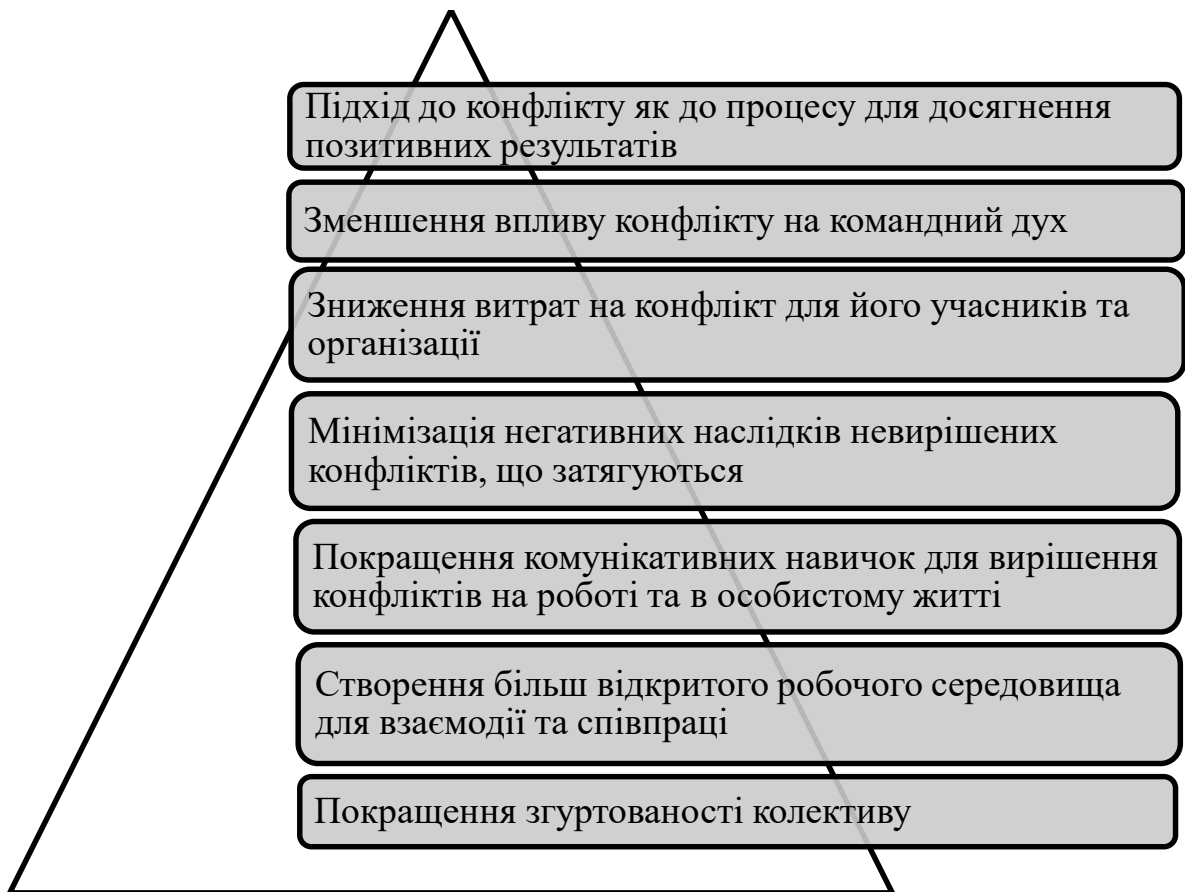 Підхід до конфлікту як до процесу для досягнення
позитивних результатів
Зменшення впливу конфлікту на командний дух
Зниження витрат на конфлікт для його учасників та
організації
Мінімізація негативних наслідків невирішених
конфліктів, що затягуються
Покращення комунікативних навичок для вирішення
конфліктів на роботі та в особистому житті
Створення більш відкритого робочого середовища
для взаємодії та співпраці
Покращення згуртованості колективу